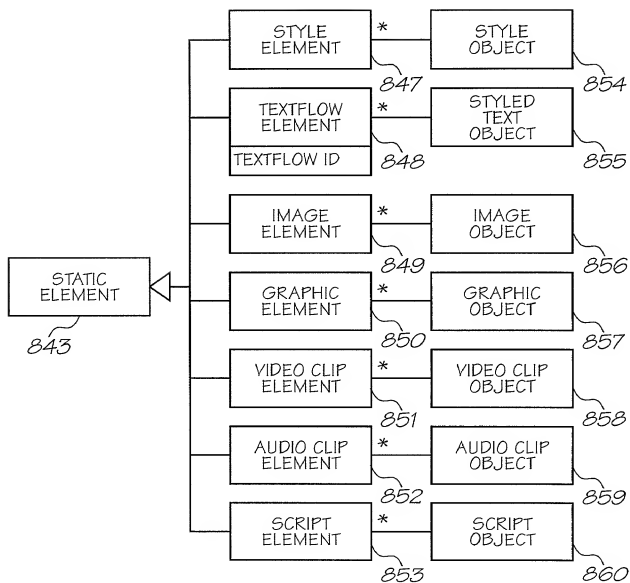 STYLE
ELEMENT
*
STYLE
OBJECT
847
854
TEXTFLOW
ELEMENT
TEXTFLOW ID
*
STYLED
TEXT
OBJECT
848
855
IMAGE
ELEMENT
*
IMAGE
OBJECT
849
856
STATIC
ELEMENT
843
GRAPHIC
ELEMENT
*
GRAPHIC
OBJECT
850
857
VIDEO CLIP
ELEMENT
*
VIDEO CLIP
OBJECT
851
858
AUDIO CLIP
ELEMENT
*
AUDIO CLIP
OBJECT
852
859
SCRIPT
ELEMENT
*
SCRIPT
OBJECT
853
860